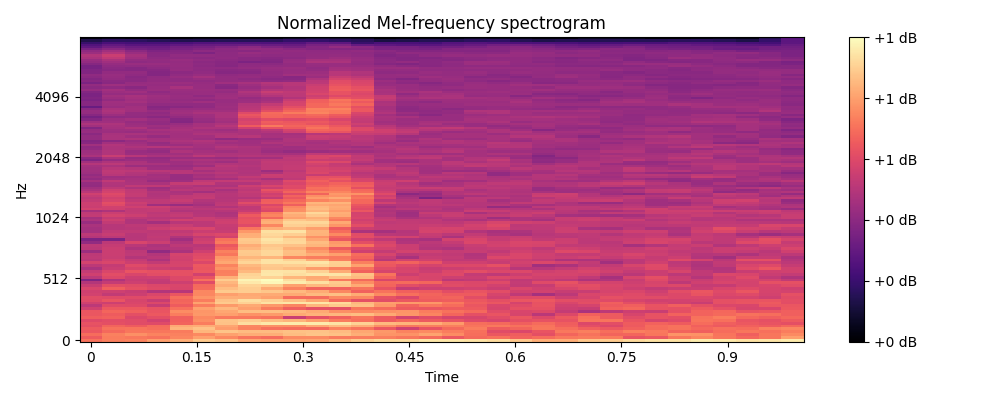 Normalized Mel-frequency spectrogram
Hz
4096
2048
1024
512
0
0 0.15 0.3 0.45 0.6 0.75 0.9
Time
+1 dB
+1 dB
+1 dB
+0 dB
+0 dB
+0 dB